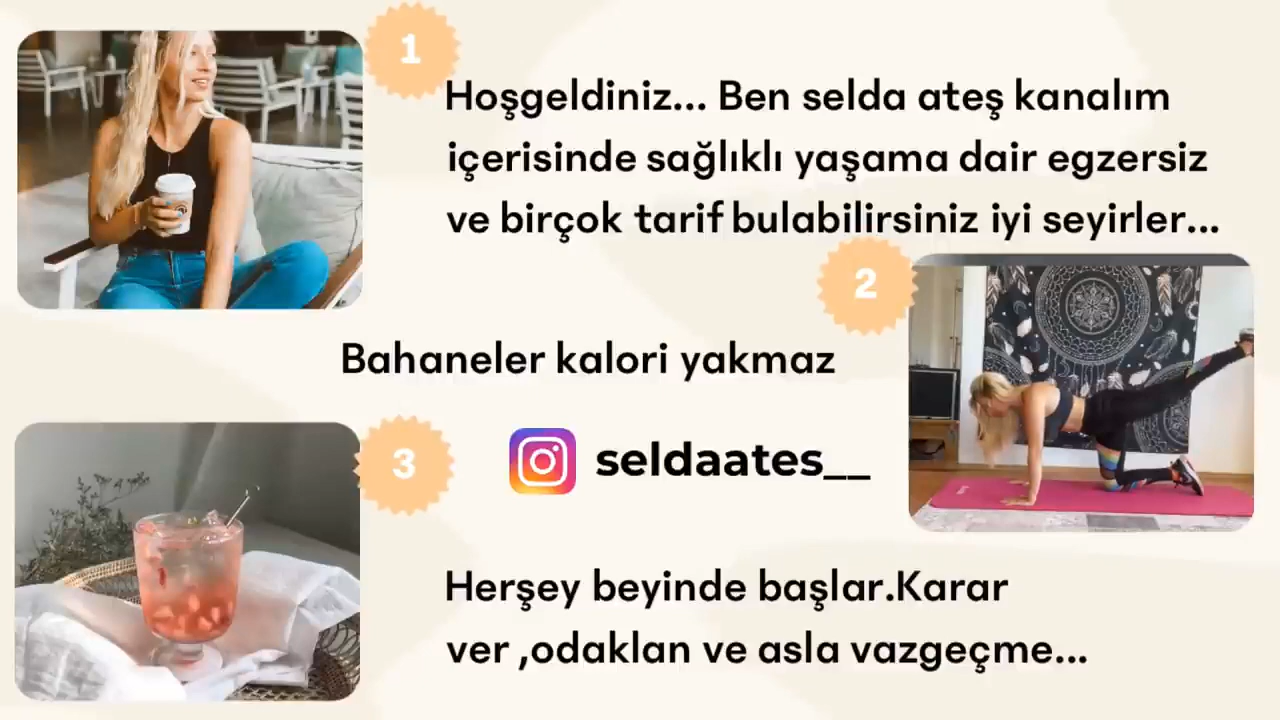 1
Hoşgeldiniz... Ben selda ateş kanalım
içerisinde sağlıklı yaşama dair egzersiz
ve birçok tarif bulabilirsiniz iyi seyirler...
2
Bahaneler kalori yakmaz
3
seldaates__
Herşey beyinde başlar.Karar
ver ,odaklan ve asla vazgeçme...